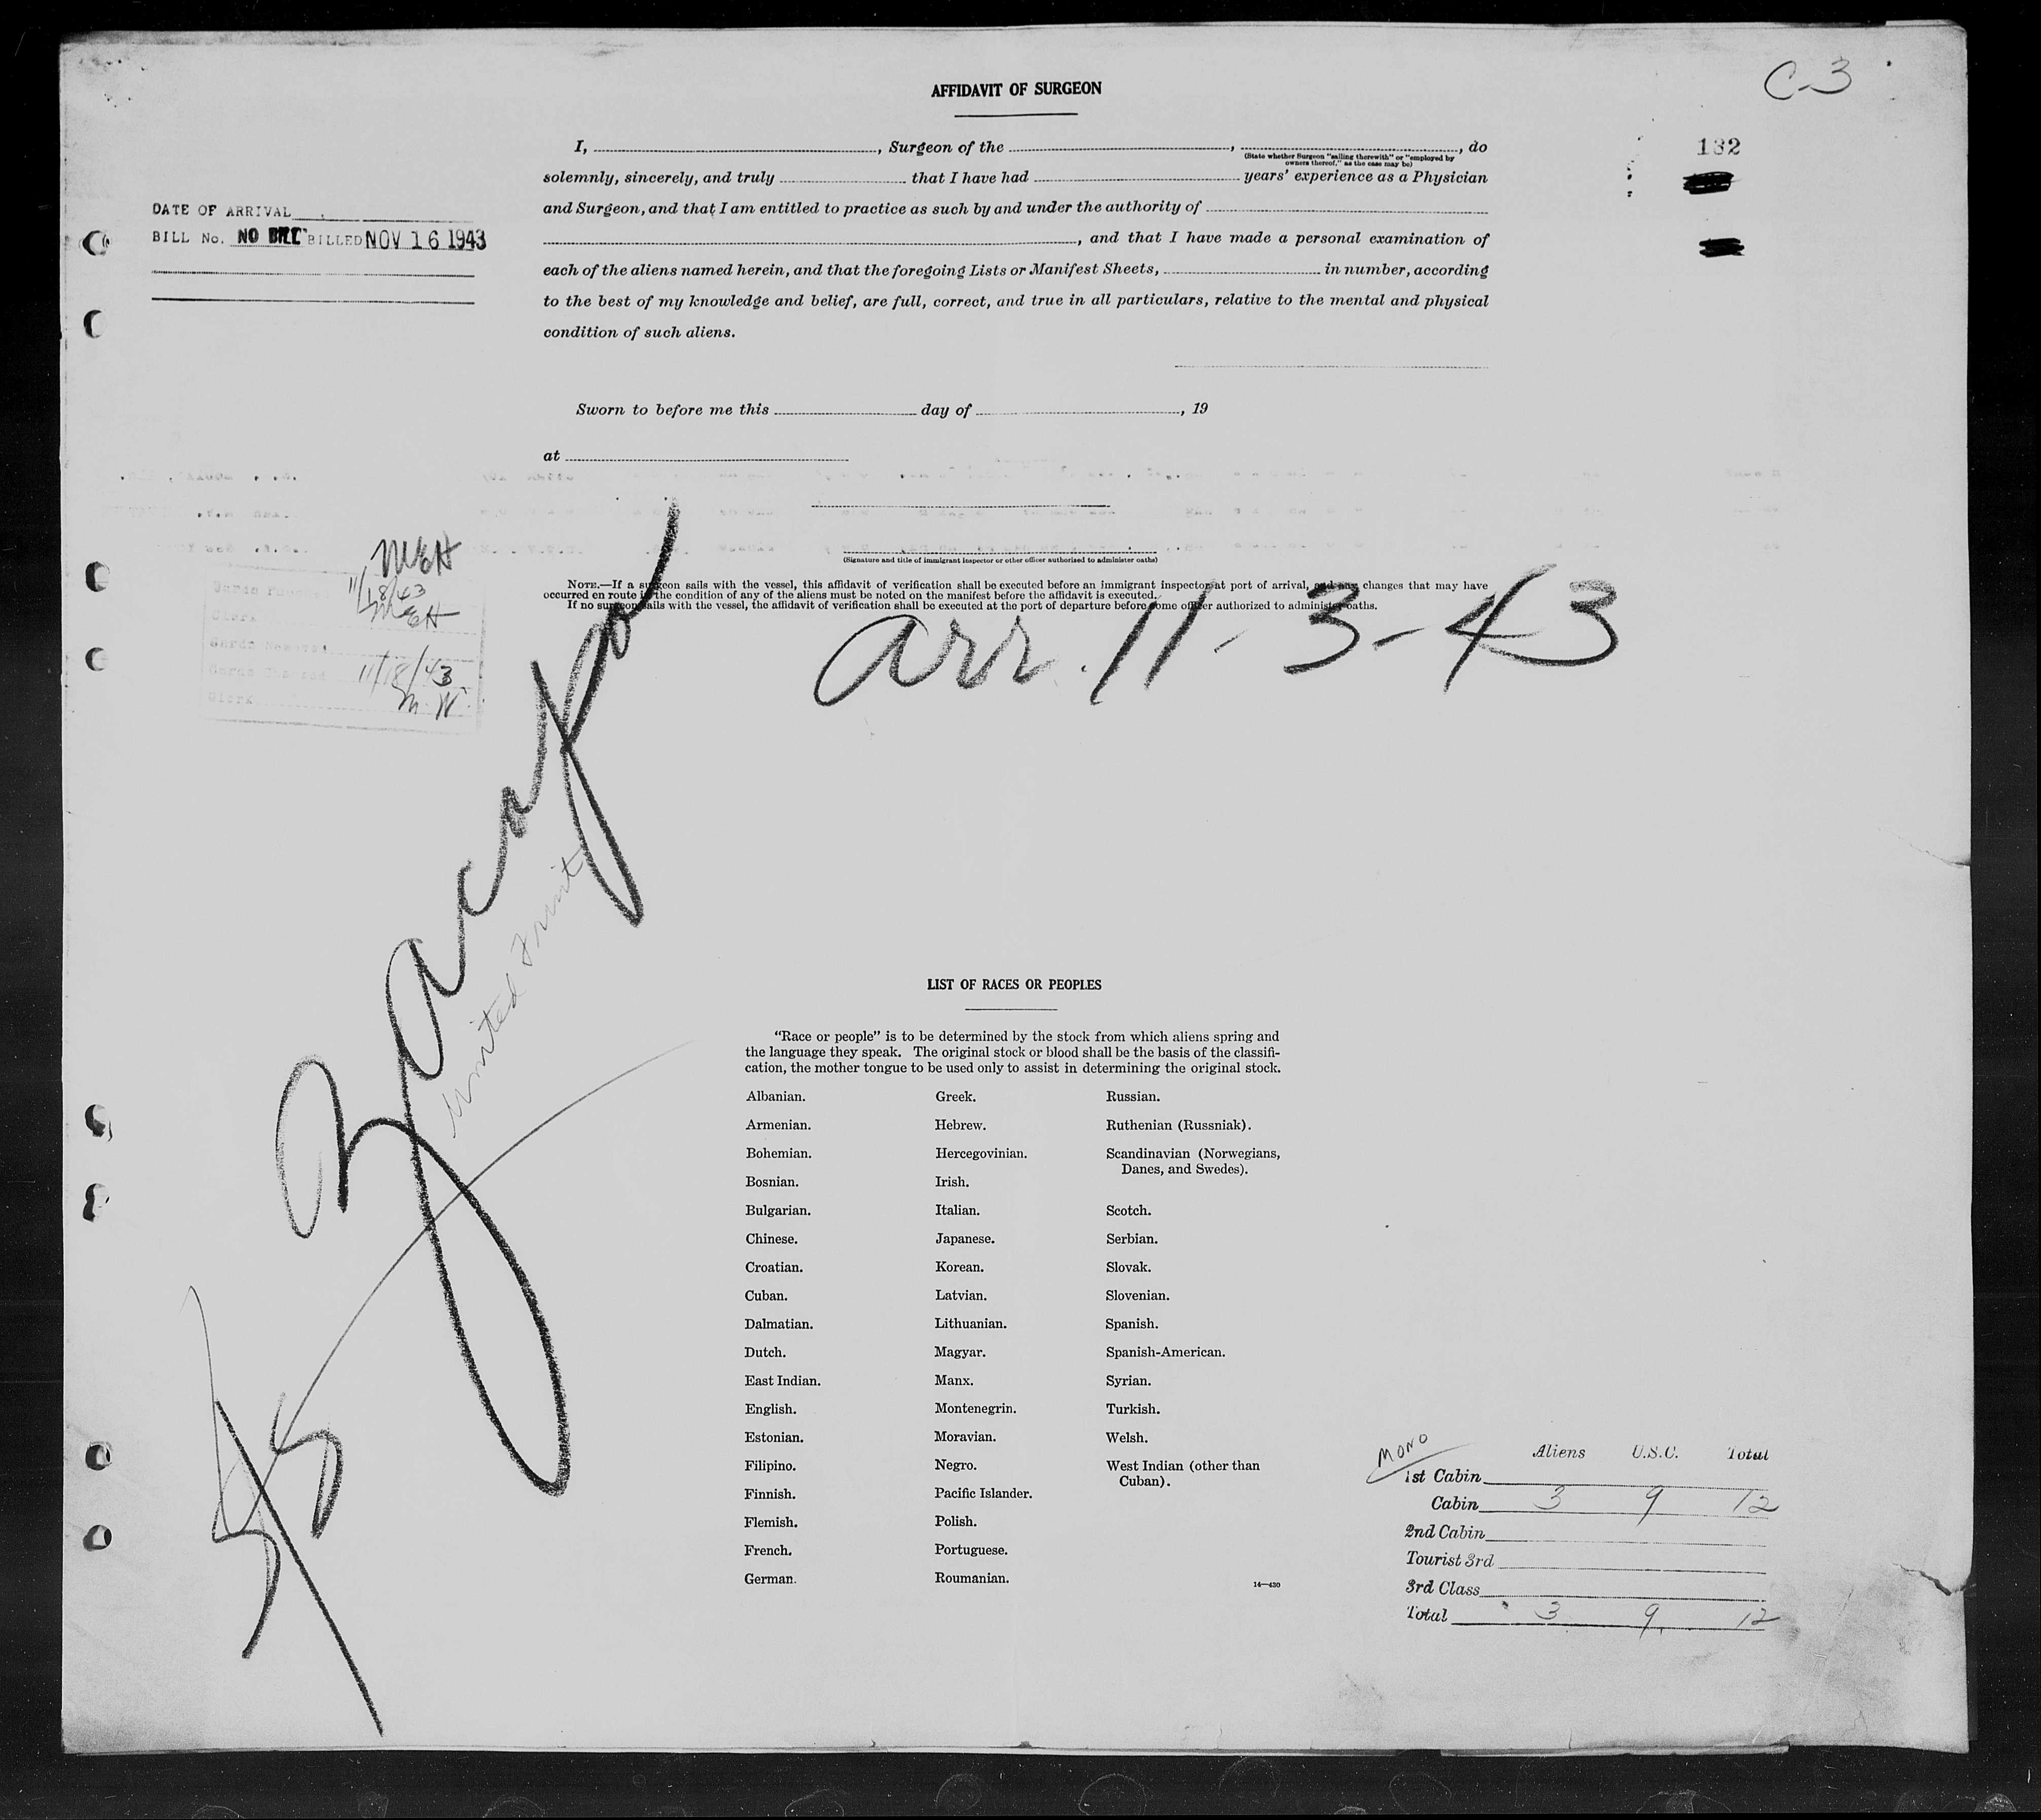 C-3
AFFIDAVIT OF SURGEON
132
I, , Surgeon of the , , do
(State whether Surgeon "sailing therewith" or "employed by
owners thereof," as the case may be)
solemnly, sincerely, and truly that I have had years' experience as a Physician
and Surgeon, and that I am entitled to practice as such by and under the authority of
, and that I have made a personal examination of
each of the aliens named herein, and that the foregoing Lists or Manifest Sheets, in number, according
to the best of my knowledge and belief, are full, correct, and true in all particulars, relative to the mental and physical
condition of such aliens.
DATE OF ARRIVAL
BILL No. NO BILL BILLED NOV 16 1943
Sworn to before me this day of , 19
at
(Signature and title of immigrant inspector or other officer authorised to administer oaths)
NOTE.—If a surgeon sails with the vessel, this affidavit of verification shall be executed before an immigrant inspector at port of arrival, and any changes that may have
occurred en route in the condition of any of the aliens must be noted on the manifest before the affidavit is executed.
If no surgeon sails with the vessel, the affidavit of verification shall be executed at the port of departure before some officer authorized to administer oaths.
MEH
11/18/43
MEH
Clerk
11/18/43
Clerk M.W.
arr. 11-3-43
SS Zacapa
United Fruit
LIST OF RACES OR PEOPLES
"Race or people" is to be determined by the stock from which aliens spring and
the language they speak. The original stock or blood shall be the basis of the classifi-
cation, the mother tongue to be used only to assist in determining the original stock.
Albanian.
Armenian.
Bohemian.
Bosnian.
Bulgarian.
Chinese.
Croatian.
Cuban.
Dalmatian.
Dutch.
East Indian.
English.
Estonian.
Filipino.
Finnish.
Flemish.
French.
German.
Greek.
Hebrew.
Hercegovinian.
Irish.
Italian.
Japanese.
Korean.
Latvian.
Lithuanian.
Magyar.
Manx.
Montenegrin.
Moravian.
Negro.
Pacific Islander.
Polish.
Portuguese.
Roumanian.
Russian.
Ruthenian (Russniak).
Scandinavian (Norwegians,
Danes, and Swedes).
Scotch.
Serbian.
Slovak.
Slovenian.
Spanish.
Spanish-American.
Syrian.
Turkish.
Welsh.
West Indian (other than
Cuban).
14—430
MONO
Aliens U.S.C. Total
1st Cabin
Cabin 3 9 12
2nd Cabin
Tourist 3rd
3rd Class
Total 3 9 12